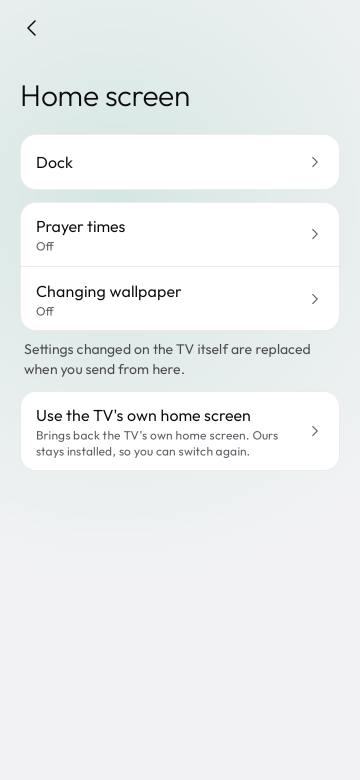 Home screen
Dock
Prayer times
Off
Changing wallpaper
Off
Settings changed on the TV itself are replaced
when you send from here.
Use the TV's own home screen
Brings back the TV's own home screen. Ours
stays installed, so you can switch again.